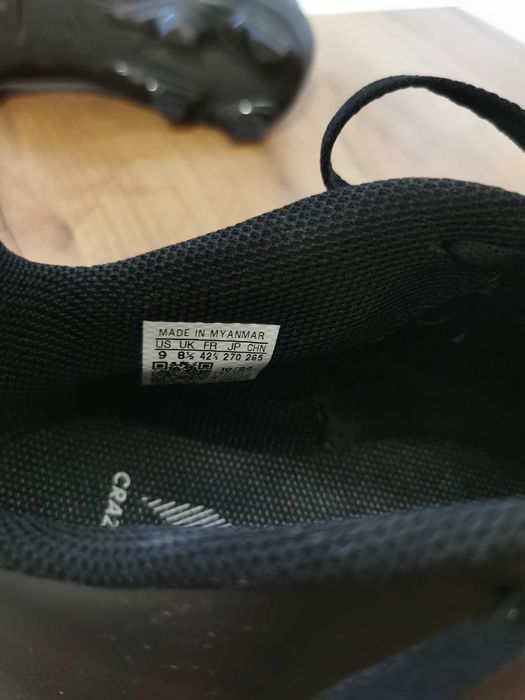 MADE IN MYANMAR
US UK FR JP CHN
9 8½ 42⅔ 270 265